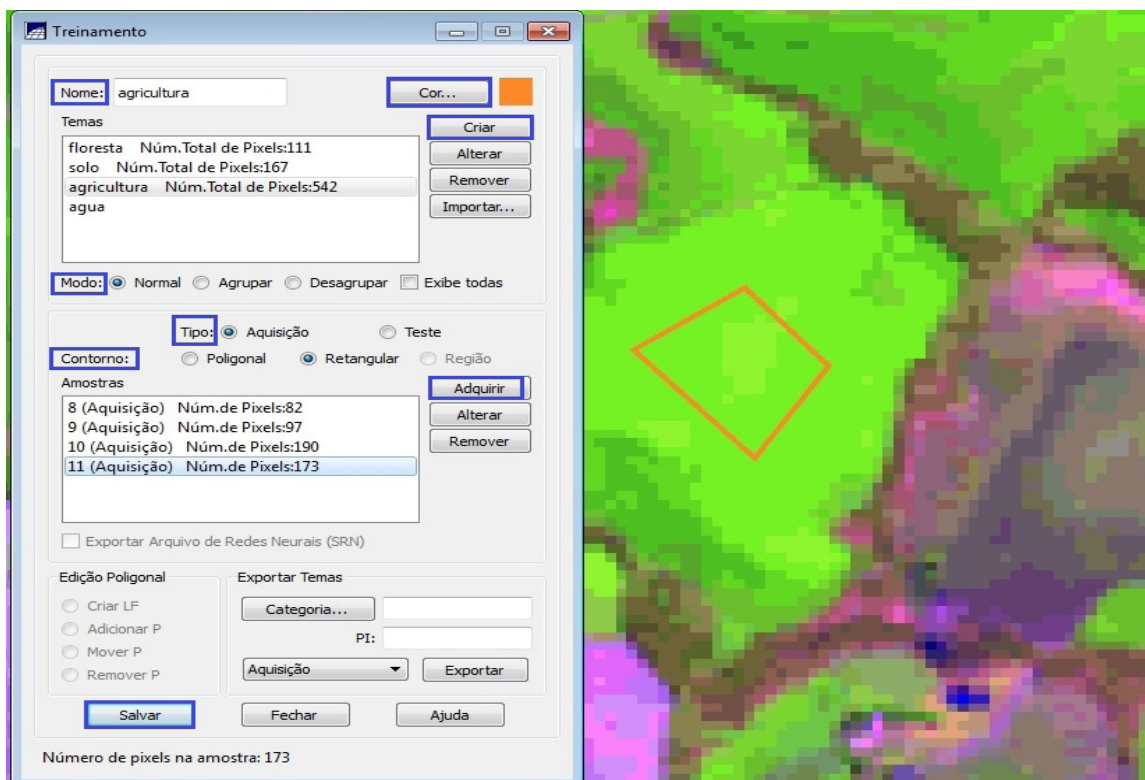 Treinamento
Nome: agricultura Cor...
Temas
Criar
floresta Núm.Total de Pixels:111
Alterar
solo Núm.Total de Pixels:167
agricultura Núm.Total de Pixels:542
Remover
agua
Importar...
Modo: Normal Agrupar Desagrupar Exibe todas
Tipo: Aquisição Teste
Contorno: Poligonal Retangular Região
Amostras
Adquirir
8 (Aquisição) Núm.de Pixels:82
9 (Aquisição) Núm.de Pixels:97
Alterar
10 (Aquisição) Núm.de Pixels:190
Remover
11 (Aquisição) Núm.de Pixels:173
Exportar Arquivo de Redes Neurais (SRN)
Edição Poligonal
Criar LF
Adicionar P
Mover P
Remover P
Exportar Temas
Categoria...
PI:
Aquisição Exportar
Salvar Fechar Ajuda
Número de pixels na amostra: 173